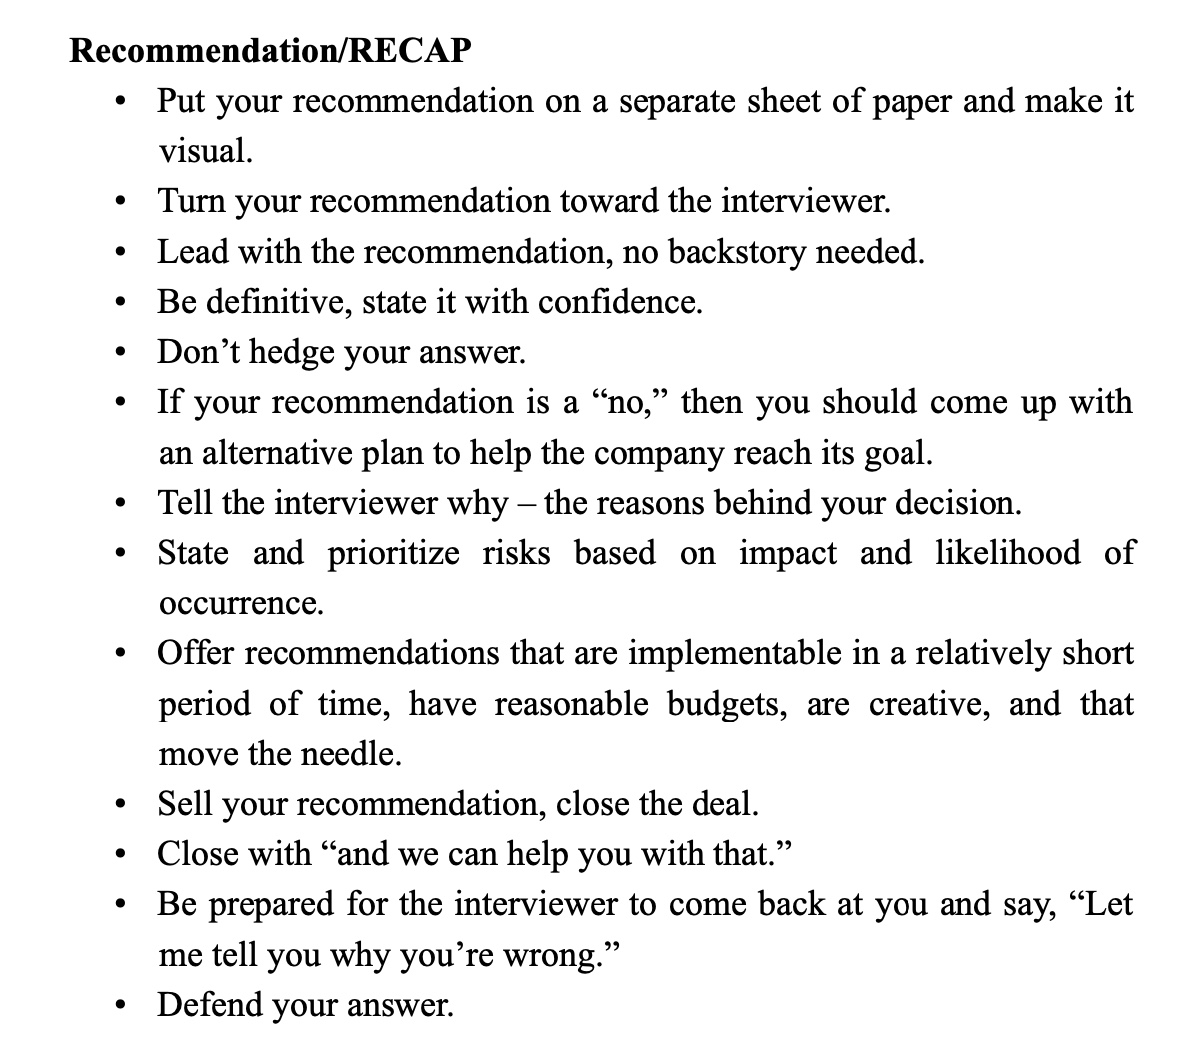 Recommendation/RECAP
• Put your recommendation on a separate sheet of paper and make it
visual.
• Turn your recommendation toward the interviewer.
• Lead with the recommendation, no backstory needed.
• Be definitive, state it with confidence.
• Don’t hedge your answer.
• If your recommendation is a “no,” then you should come up with
an alternative plan to help the company reach its goal.
• Tell the interviewer why – the reasons behind your decision.
• State and prioritize risks based on impact and likelihood of
occurrence.
• Offer recommendations that are implementable in a relatively short
period of time, have reasonable budgets, are creative, and that
move the needle.
• Sell your recommendation, close the deal.
• Close with “and we can help you with that.”
• Be prepared for the interviewer to come back at you and say, “Let
me tell you why you’re wrong.”
• Defend your answer.